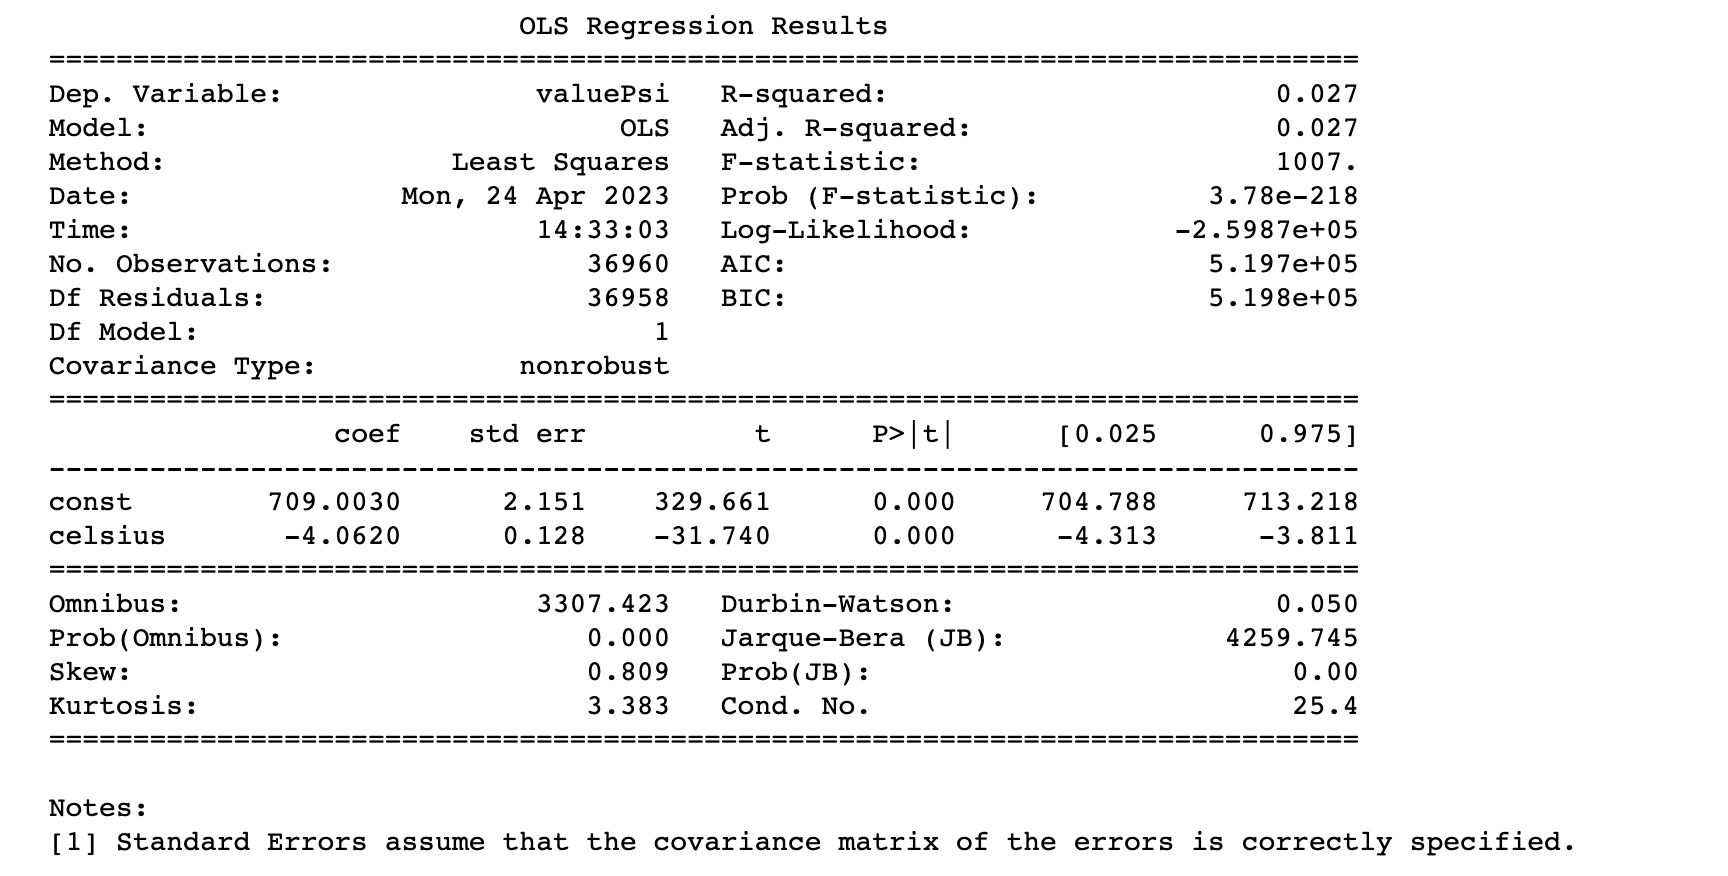 OLS Regression Results
==============================================================================
Dep. Variable: valuePsi R-squared: 0.027
Model: OLS Adj. R-squared: 0.027
Method: Least Squares F-statistic: 1007.
Date: Mon, 24 Apr 2023 Prob (F-statistic): 3.78e-218
Time: 14:33:03 Log-Likelihood: -2.5987e+05
No. Observations: 36960 AIC: 5.197e+05
Df Residuals: 36958 BIC: 5.198e+05
Df Model: 1
Covariance Type: nonrobust
==============================================================================
coef std err t P>|t| [0.025 0.975]
------------------------------------------------------------------------------
const 709.0030 2.151 329.661 0.000 704.788 713.218
celsius -4.0620 0.128 -31.740 0.000 -4.313 -3.811
==============================================================================
Omnibus: 3307.423 Durbin-Watson: 0.050
Prob(Omnibus): 0.000 Jarque-Bera (JB): 4259.745
Skew: 0.809 Prob(JB): 0.00
Kurtosis: 3.383 Cond. No. 25.4
==============================================================================
Notes:
[1] Standard Errors assume that the covariance matrix of the errors is correctly specified.